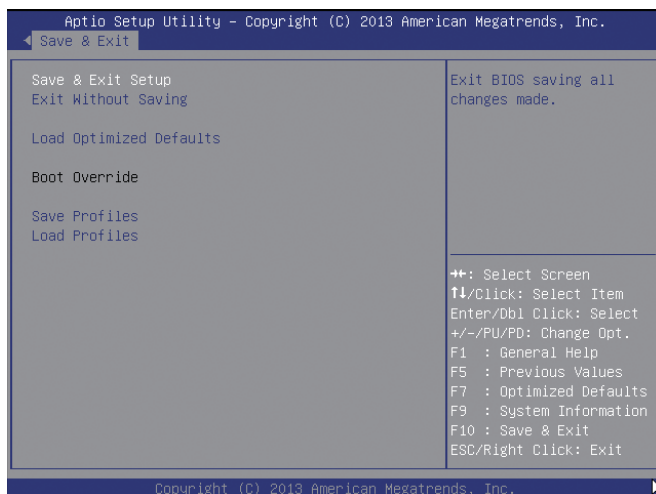 Aptio Setup Utility – Copyright (C) 2013 American Megatrends, Inc.
Save & Exit
Save & Exit Setup
Exit Without Saving
Load Optimized Defaults
Boot Override
Save Profiles
Load Profiles
Exit BIOS saving all
changes made.
→←: Select Screen
↑↓/Click: Select Item
Enter/Dbl Click: Select
+/-/PU/PD: Change Opt.
F1 : General Help
F5 : Previous Values
F7 : Optimized Defaults
F9 : System Information
F10 : Save & Exit
ESC/Right Click: Exit
Copyright (C) 2013 American Megatrends, Inc.